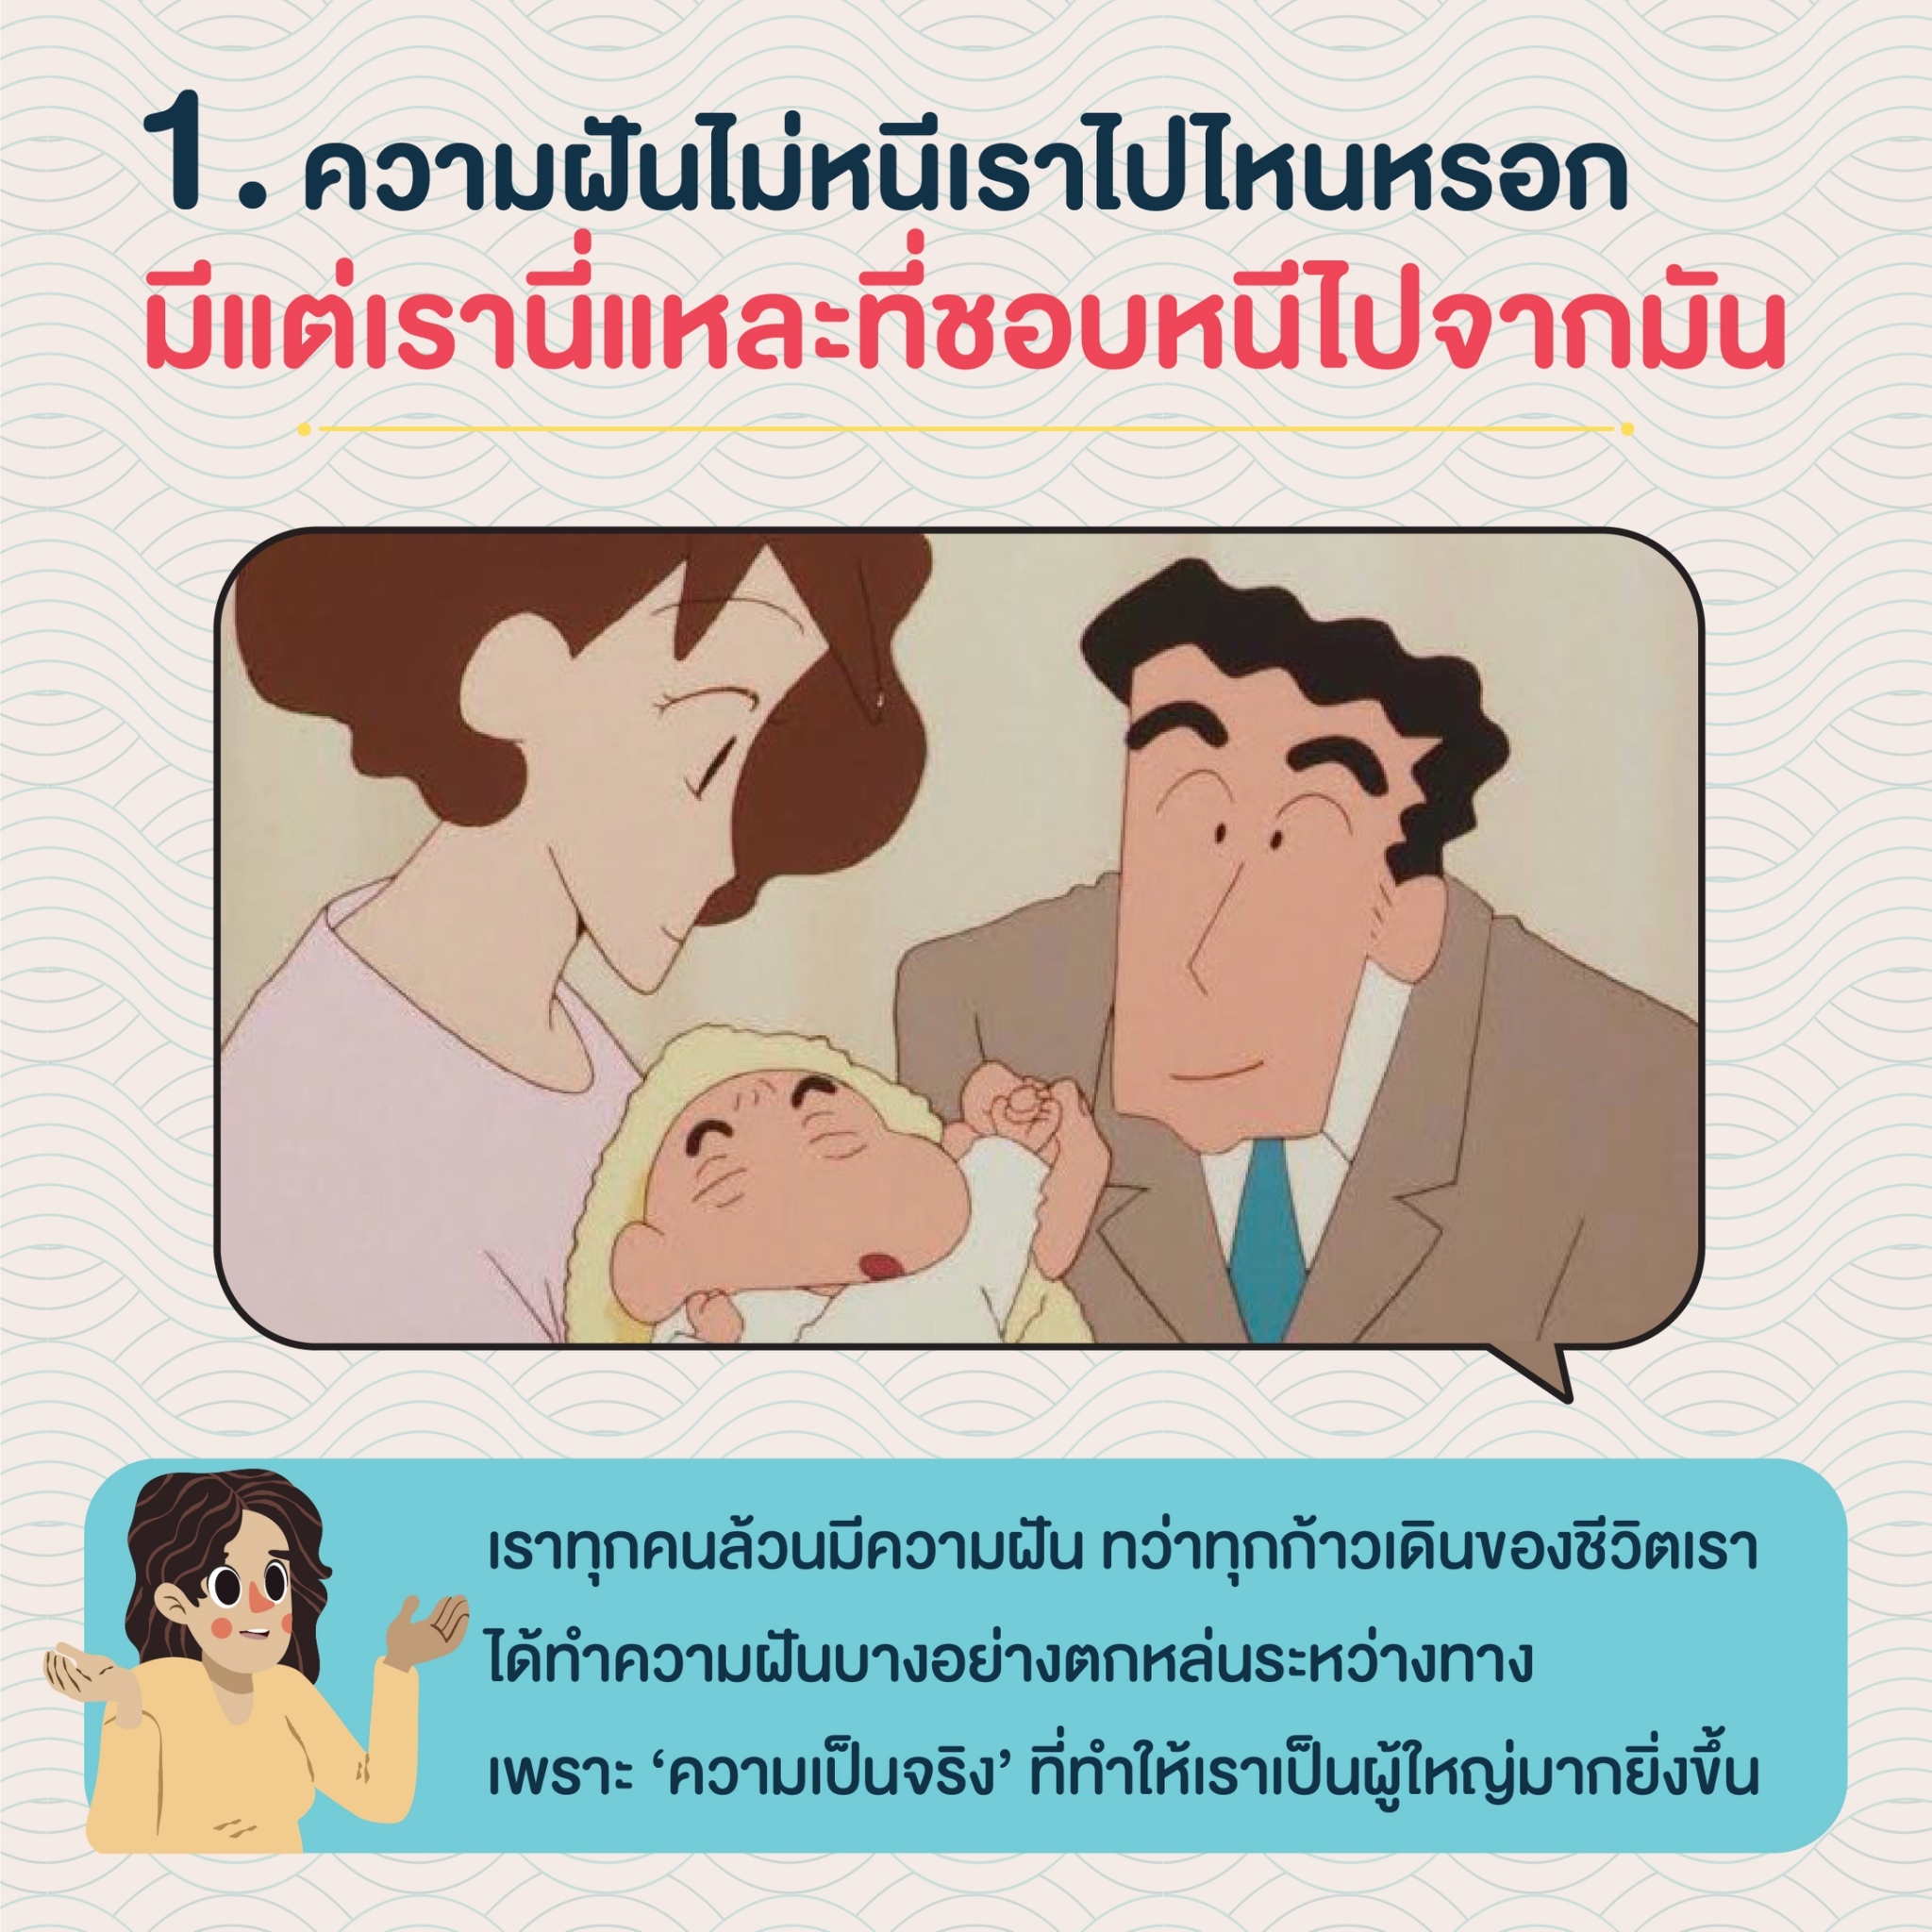 1. ความฝันไม่หนีเราไปไหนหรอก
มีแต่เรานี่แหละที่ชอบหนีไปจากมัน
เราทุกคนล้วนมีความฝัน ทว่าทุกก้าวเดินของชีวิตเรา
ได้ทำความฝันบางอย่างตกหล่นระหว่างทาง
เพราะ ‘ความเป็นจริง’ ที่ทำให้เราเป็นผู้ใหญ่มากยิ่งขึ้น